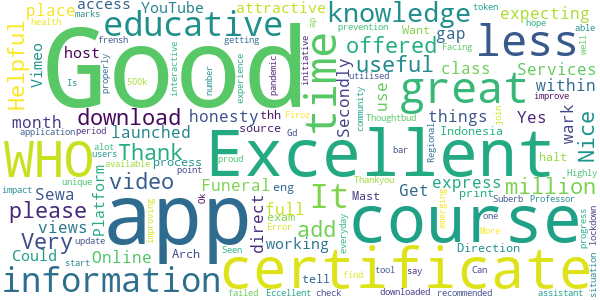 access YouTube attractive
marks
health
place
educative
knowledge
expecting
token
hope
less
able
ap
well
host
Vimeo
frensh
getting
offered
gap
Want
Is
500k
Helpful
Good
time
initiative
prevention
Facing
useful
class
Services
properly
interactive
number
experience
pandemic
great
within
improve
download
honesty
thh
Firoz
Secondly
use
utilised
things
Thoughtbud
month
launched
source
Gd
community
Yes
wark
Nice
application
period
alot
users
bar
Regional
Indonesia
join
halt
WHO
Thank
available
process
proud
Excellent
Thankyou
Highly
impact
unique
video
point
Funeral
eng
It
Mast
Get
express
million
Suberb
Professor
Sewa
app
Ok
please
Platform
direct
full
exam
add
course
print
emerging
one
everyday
progress
lockdown
views
update
improving
Very
Online
Error
working
Direction
More
Could
Arch
Seen
tell
certificate
situation
start
information
find
tool
say
Can
failed
Eccellent
check
downloaded
recommended
assistant